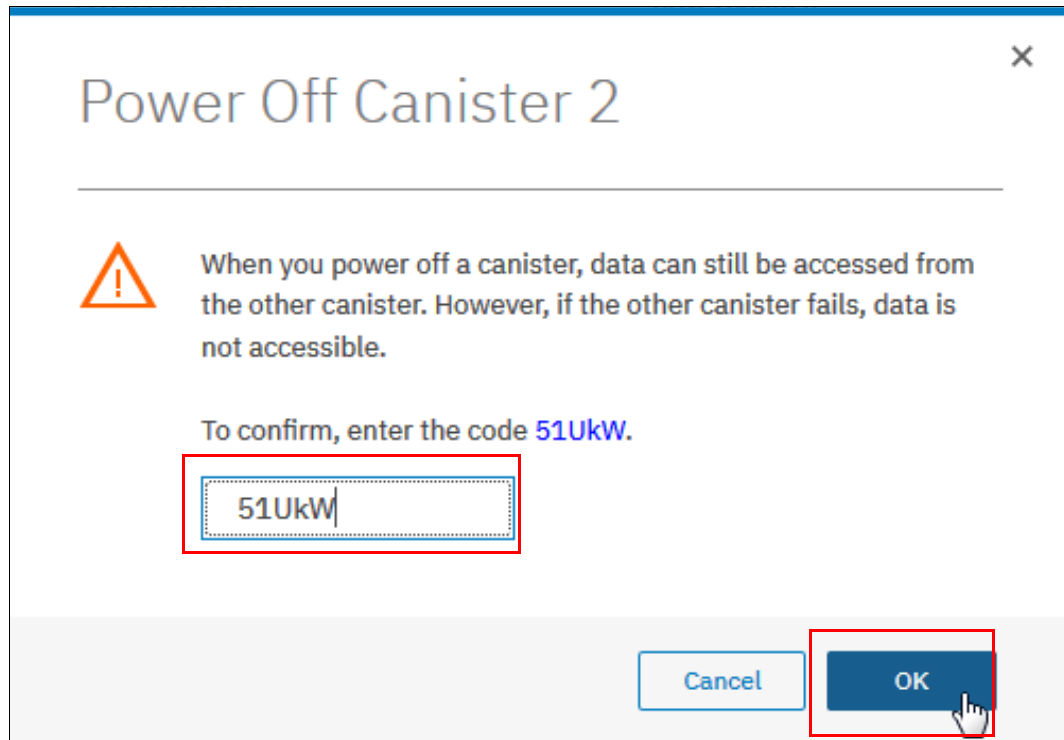 Power Off Canister 2
When you power off a canister, data can still be accessed from
the other canister. However, if the other canister fails, data is
not accessible.
To confirm, enter the code 51UkW.
51UkW
Cancel OK